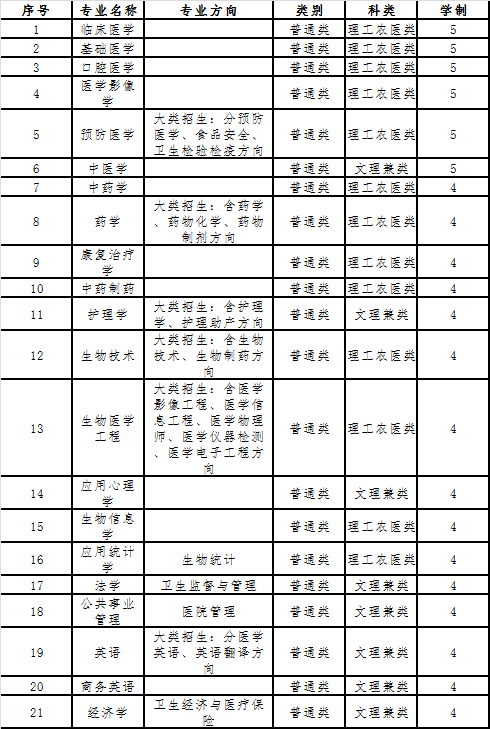 序号 专业名称 专业方向 类别 科类 学制
1 临床医学 普通类 理工农医类 5
2 基础医学 普通类 理工农医类 5
3 口腔医学 普通类 理工农医类 5
4 医学影像学 普通类 理工农医类 5
5 预防医学 大类招生：分预防医学、食品安全、卫生检验检疫方向 普通类 理工农医类 5
6 中医学 普通类 文理兼类 5
7 中药学 普通类 理工农医类 4
8 药学 大类招生：含药学、药物化学、药物制剂方向 普通类 理工农医类 4
9 康复治疗学 普通类 理工农医类 4
10 中药制药 普通类 理工农医类 4
11 护理学 大类招生：含护理学、护理助产方向 普通类 文理兼类 4
12 生物技术 大类招生：含生物技术、生物制药方向 普通类 理工农医类 4
13 生物医学工程 大类招生：含医学影像工程、医学信息工程、医学物理师、医学仪器检测、医学电子工程方向 普通类 理工农医类 4
14 应用心理学 普通类 文理兼类 4
15 生物信息学 普通类 理工农医类 4
16 应用统计学 生物统计 普通类 理工农医类 4
17 法学 卫生监督与管理 普通类 文理兼类 4
18 公共事业管理 医院管理 普通类 文理兼类 4
19 英语 大类招生：分医学英语、英语翻译方向 普通类 文理兼类 4
20 商务英语 普通类 文理兼类 4
21 经济学 卫生经济与医疗保险 普通类 文理兼类 4